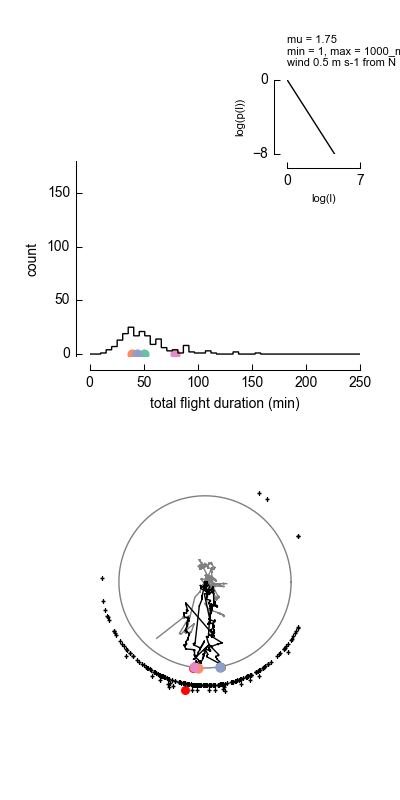 mu = 1.75
min = 1, max = 1000_m
wind 0.5 m s-1 from N
0
log(p(l))
−8
0 7
log(l)
150
100
count
50
0
0 50 100 150 200 250
total flight duration (min)